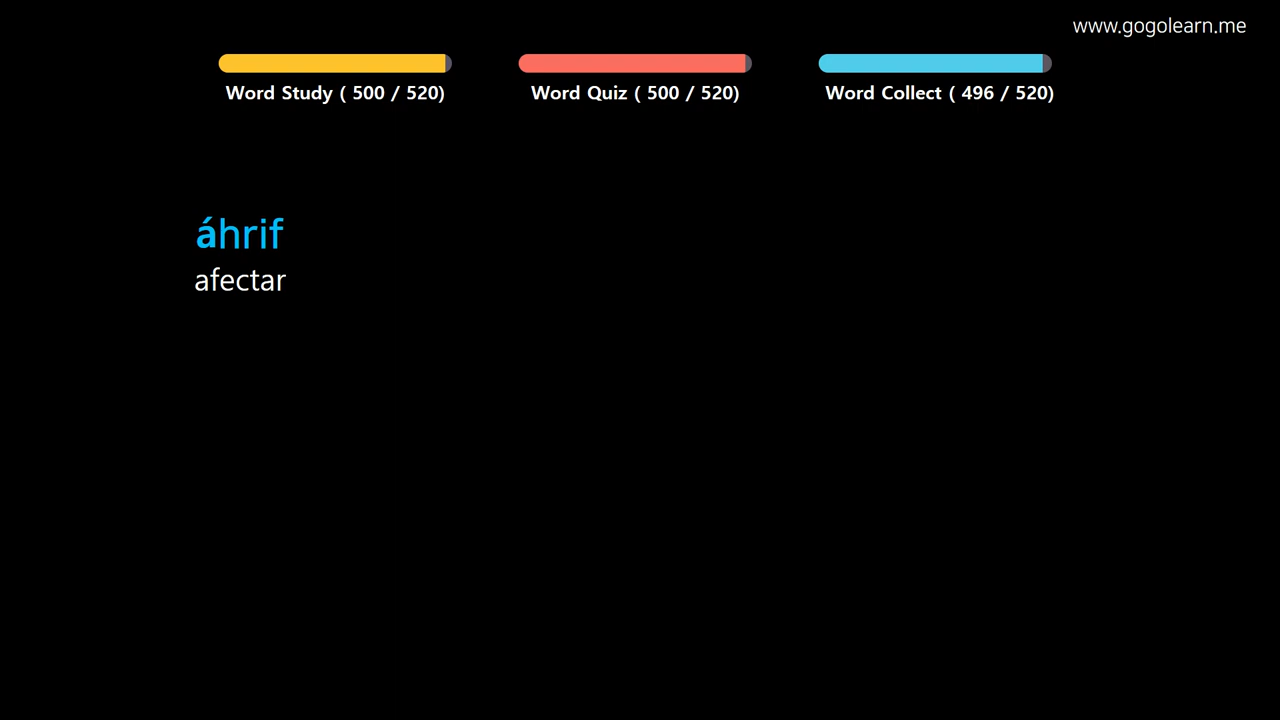 www.gogolearn.me
Word Study ( 500 / 520)
Word Quiz ( 500 / 520)
Word Collect ( 496 / 520)
áhrif
afectar